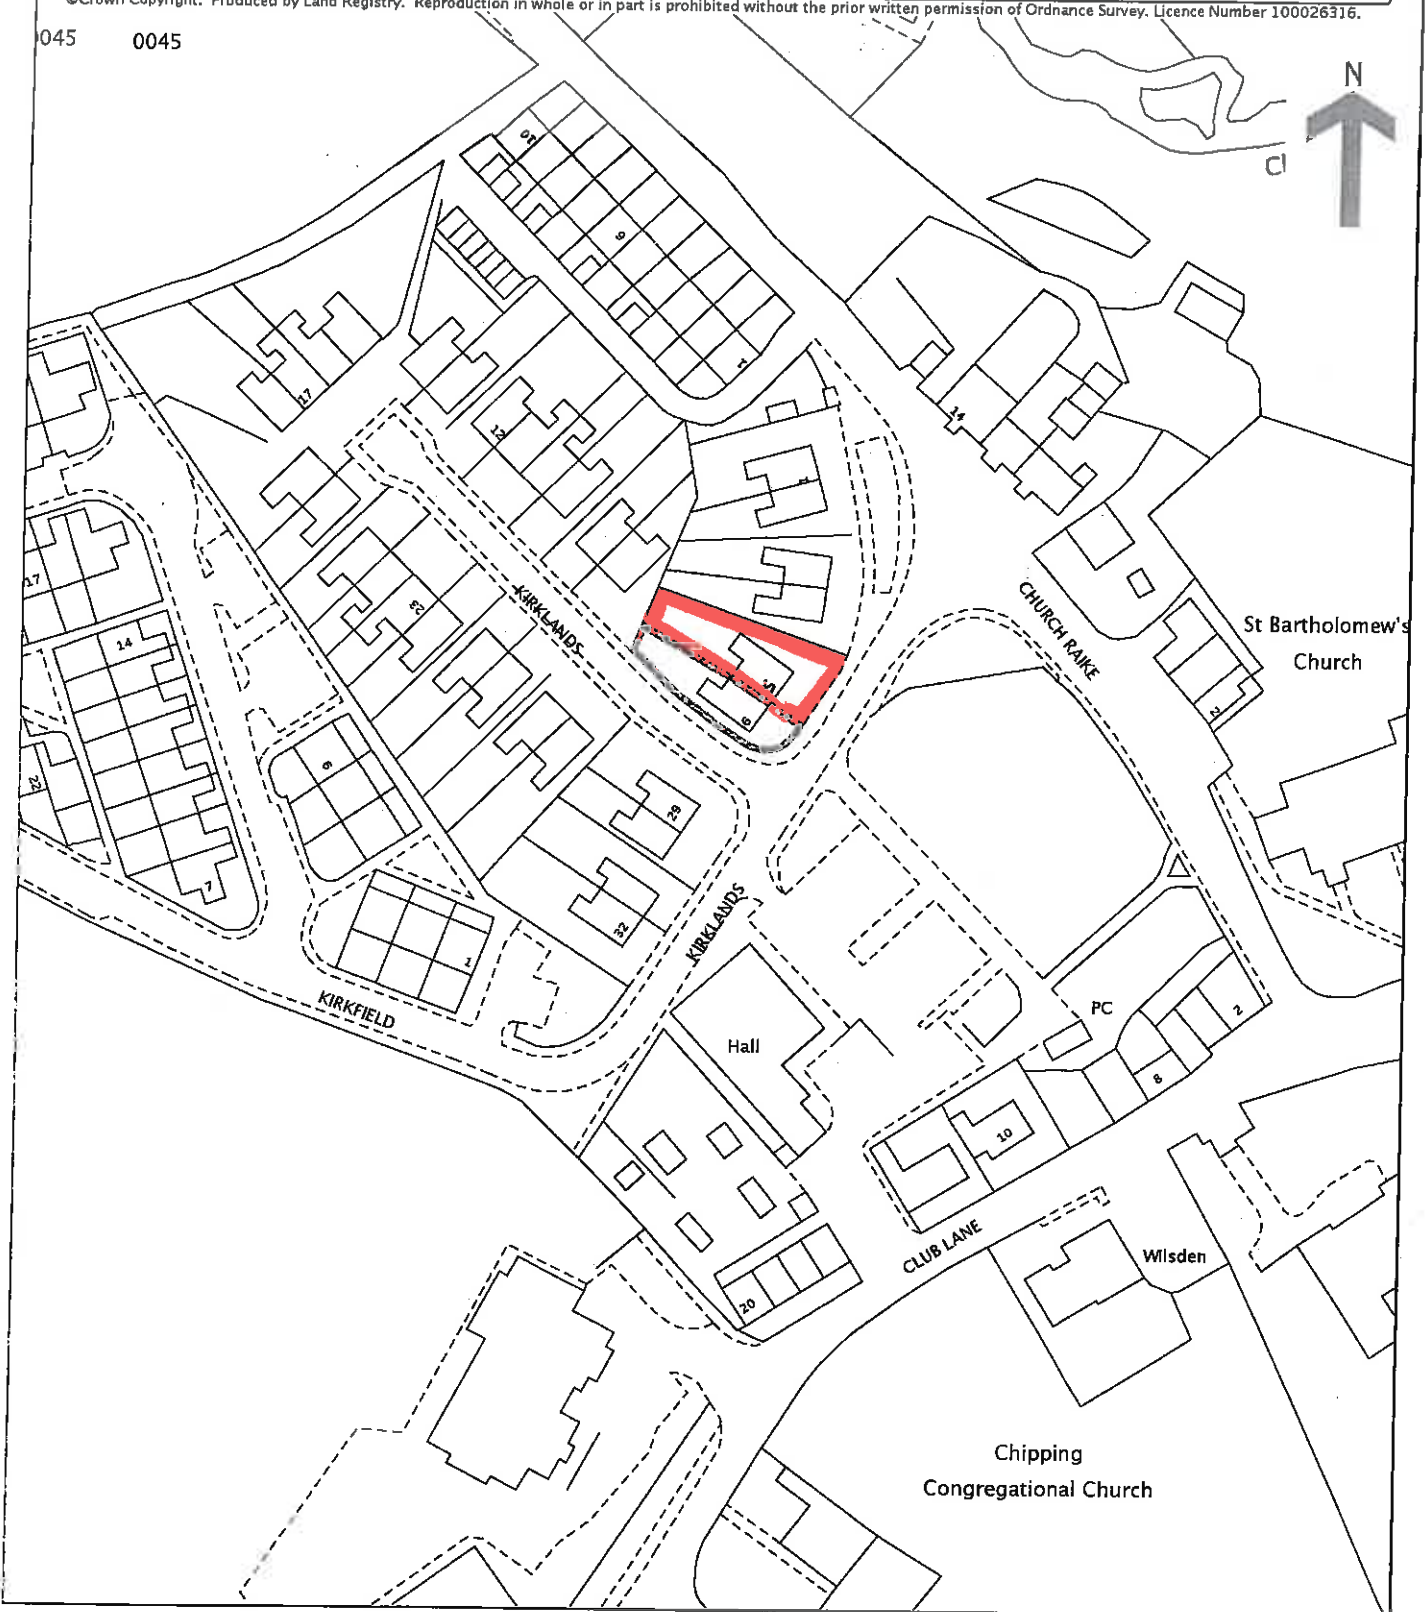 ©Crown Copyright. Produced by Land Registry. Reproduction in whole or in part is prohibited without the prior written permission of Ordnance Survey. Licence Number 100026316.
0045
0045
N
10
9
1
17
12
14
1
17
23
KIRKLANDS
CHURCH RAIKE
St Bartholomew's
Church
14
5
6
2
22
6
29
7
32
KIRKLANDS
1
KIRKFIELD
Hall
PC
2
8
10
CLUB LANE
Wilsden
20
Chipping
Congregational Church